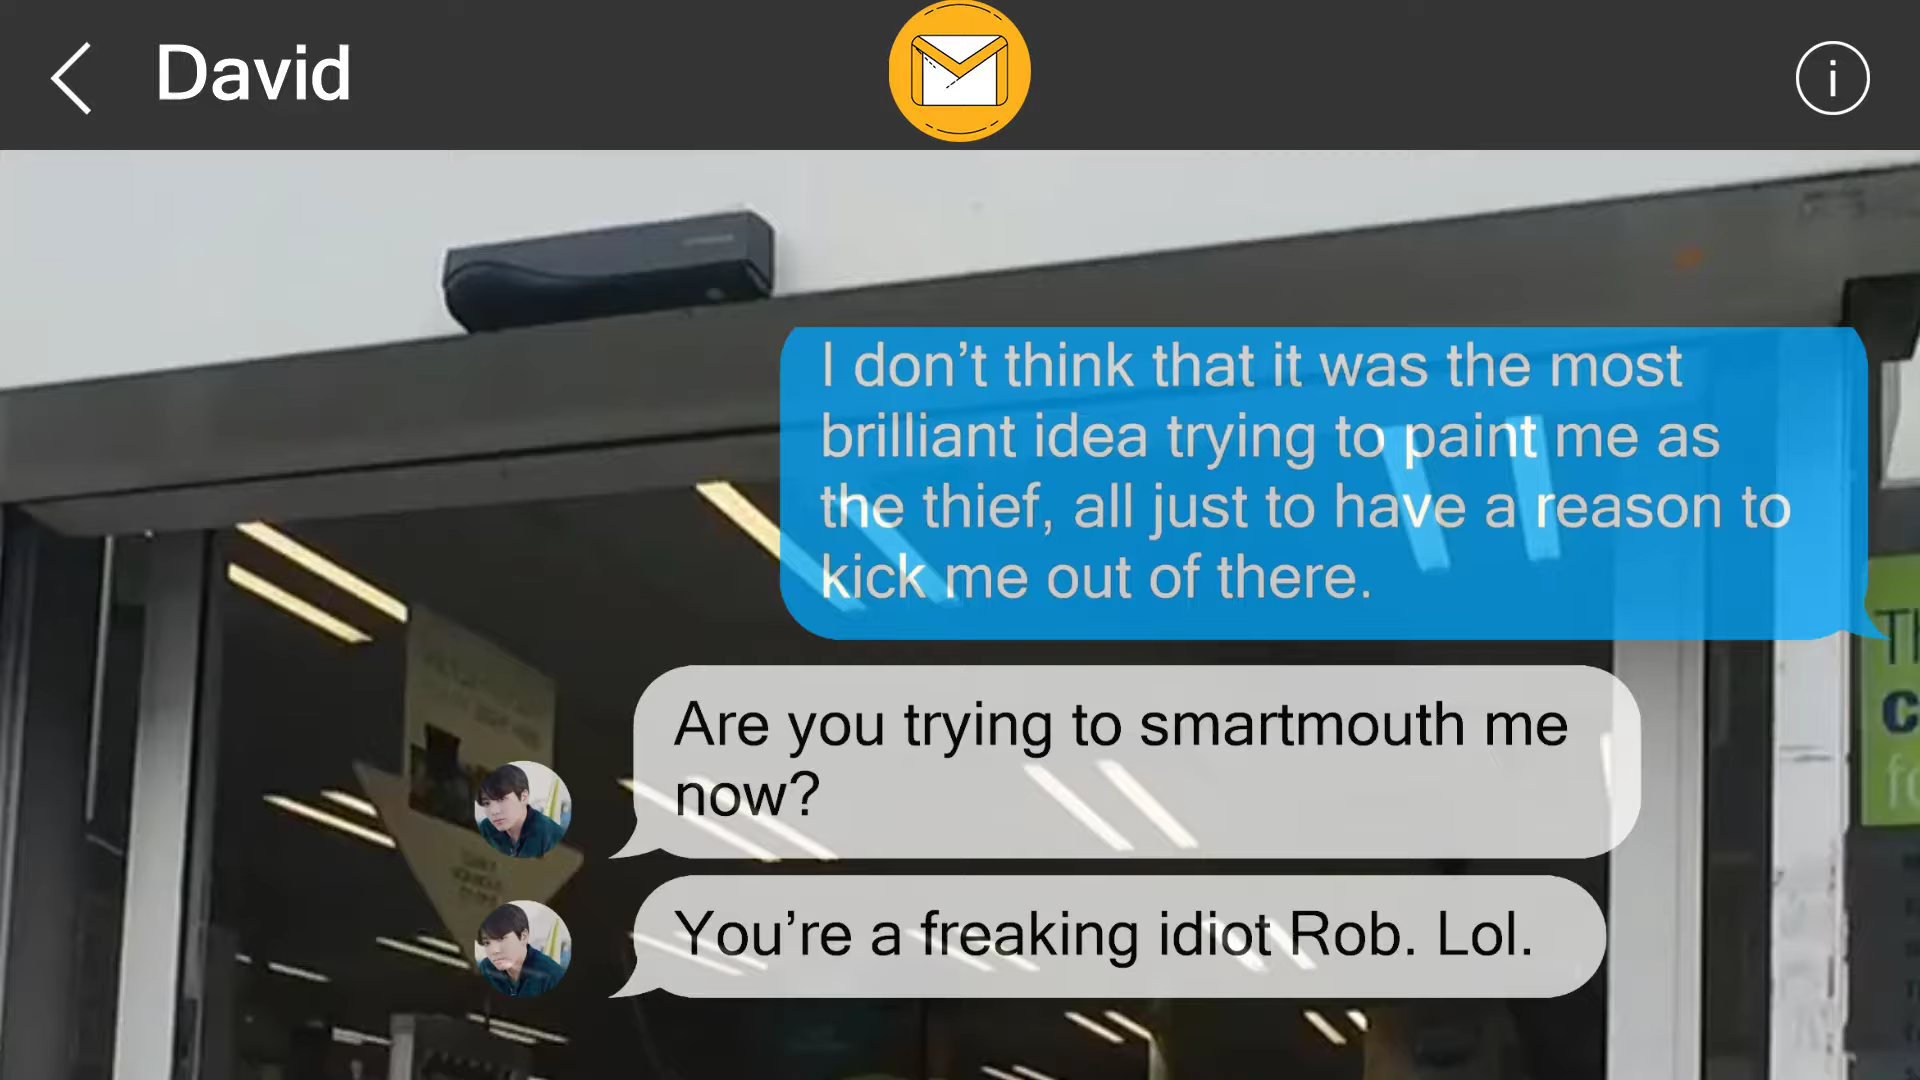 David
I don’t think that it was the most
brilliant idea trying to paint me as
the thief, all just to have a reason to
kick me out of there.
Are you trying to smartmouth me
now?
You’re a freaking idiot Rob. Lol.